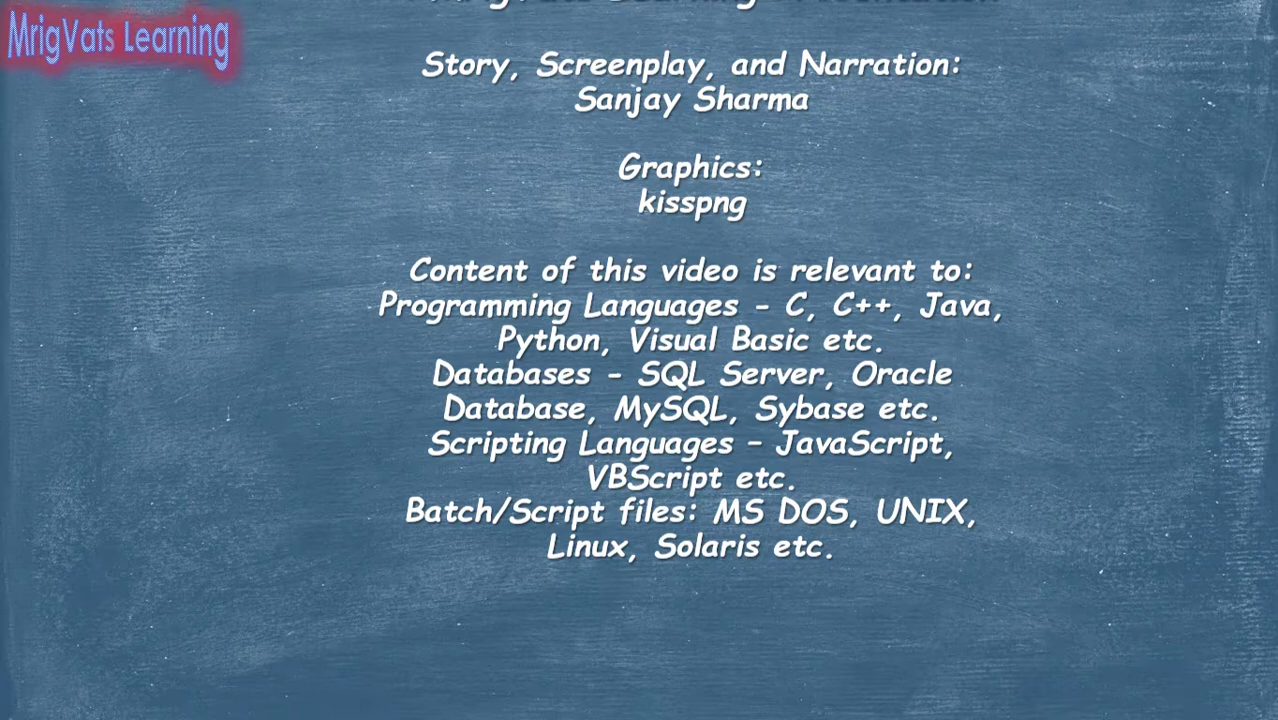 MrigVats Learning
Story, Screenplay, and Narration:
Sanjay Sharma
Graphics:
kisspng
Content of this video is relevant to:
Programming Languages - C, C++, Java,
Python, Visual Basic etc.
Databases - SQL Server, Oracle
Database, MySQL, Sybase etc.
Scripting Languages – JavaScript,
VBScript etc.
Batch/Script files: MS DOS, UNIX,
Linux, Solaris etc.